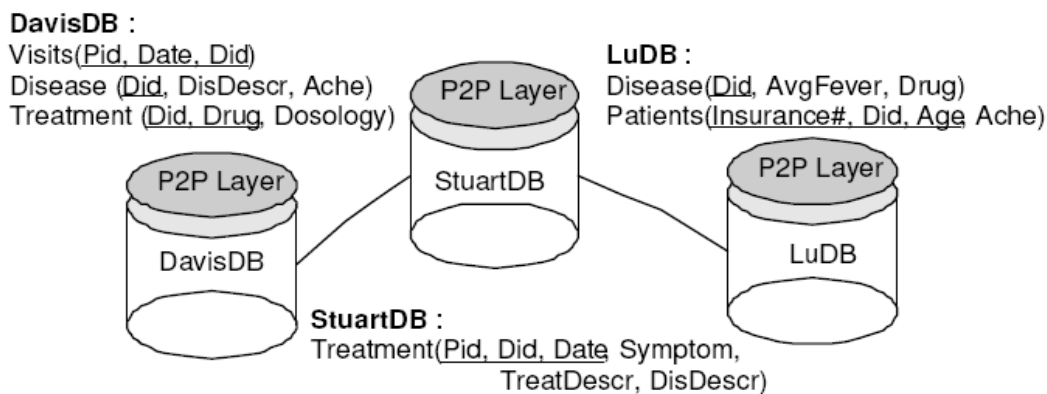 DavisDB :
Visits(Pid, Date, Did)
Disease (Did, DisDescr, Ache)
Treatment (Did, Drug, Dosology)
P2P Layer
DavisDB
P2P Layer
StuartDB
LuDB :
Disease(Did, AvgFever, Drug)
Patients(Insurance#, Did, Age, Ache)
P2P Layer
LuDB
StuartDB :
Treatment(Pid, Did, Date, Symptom,
TreatDescr, DisDescr)